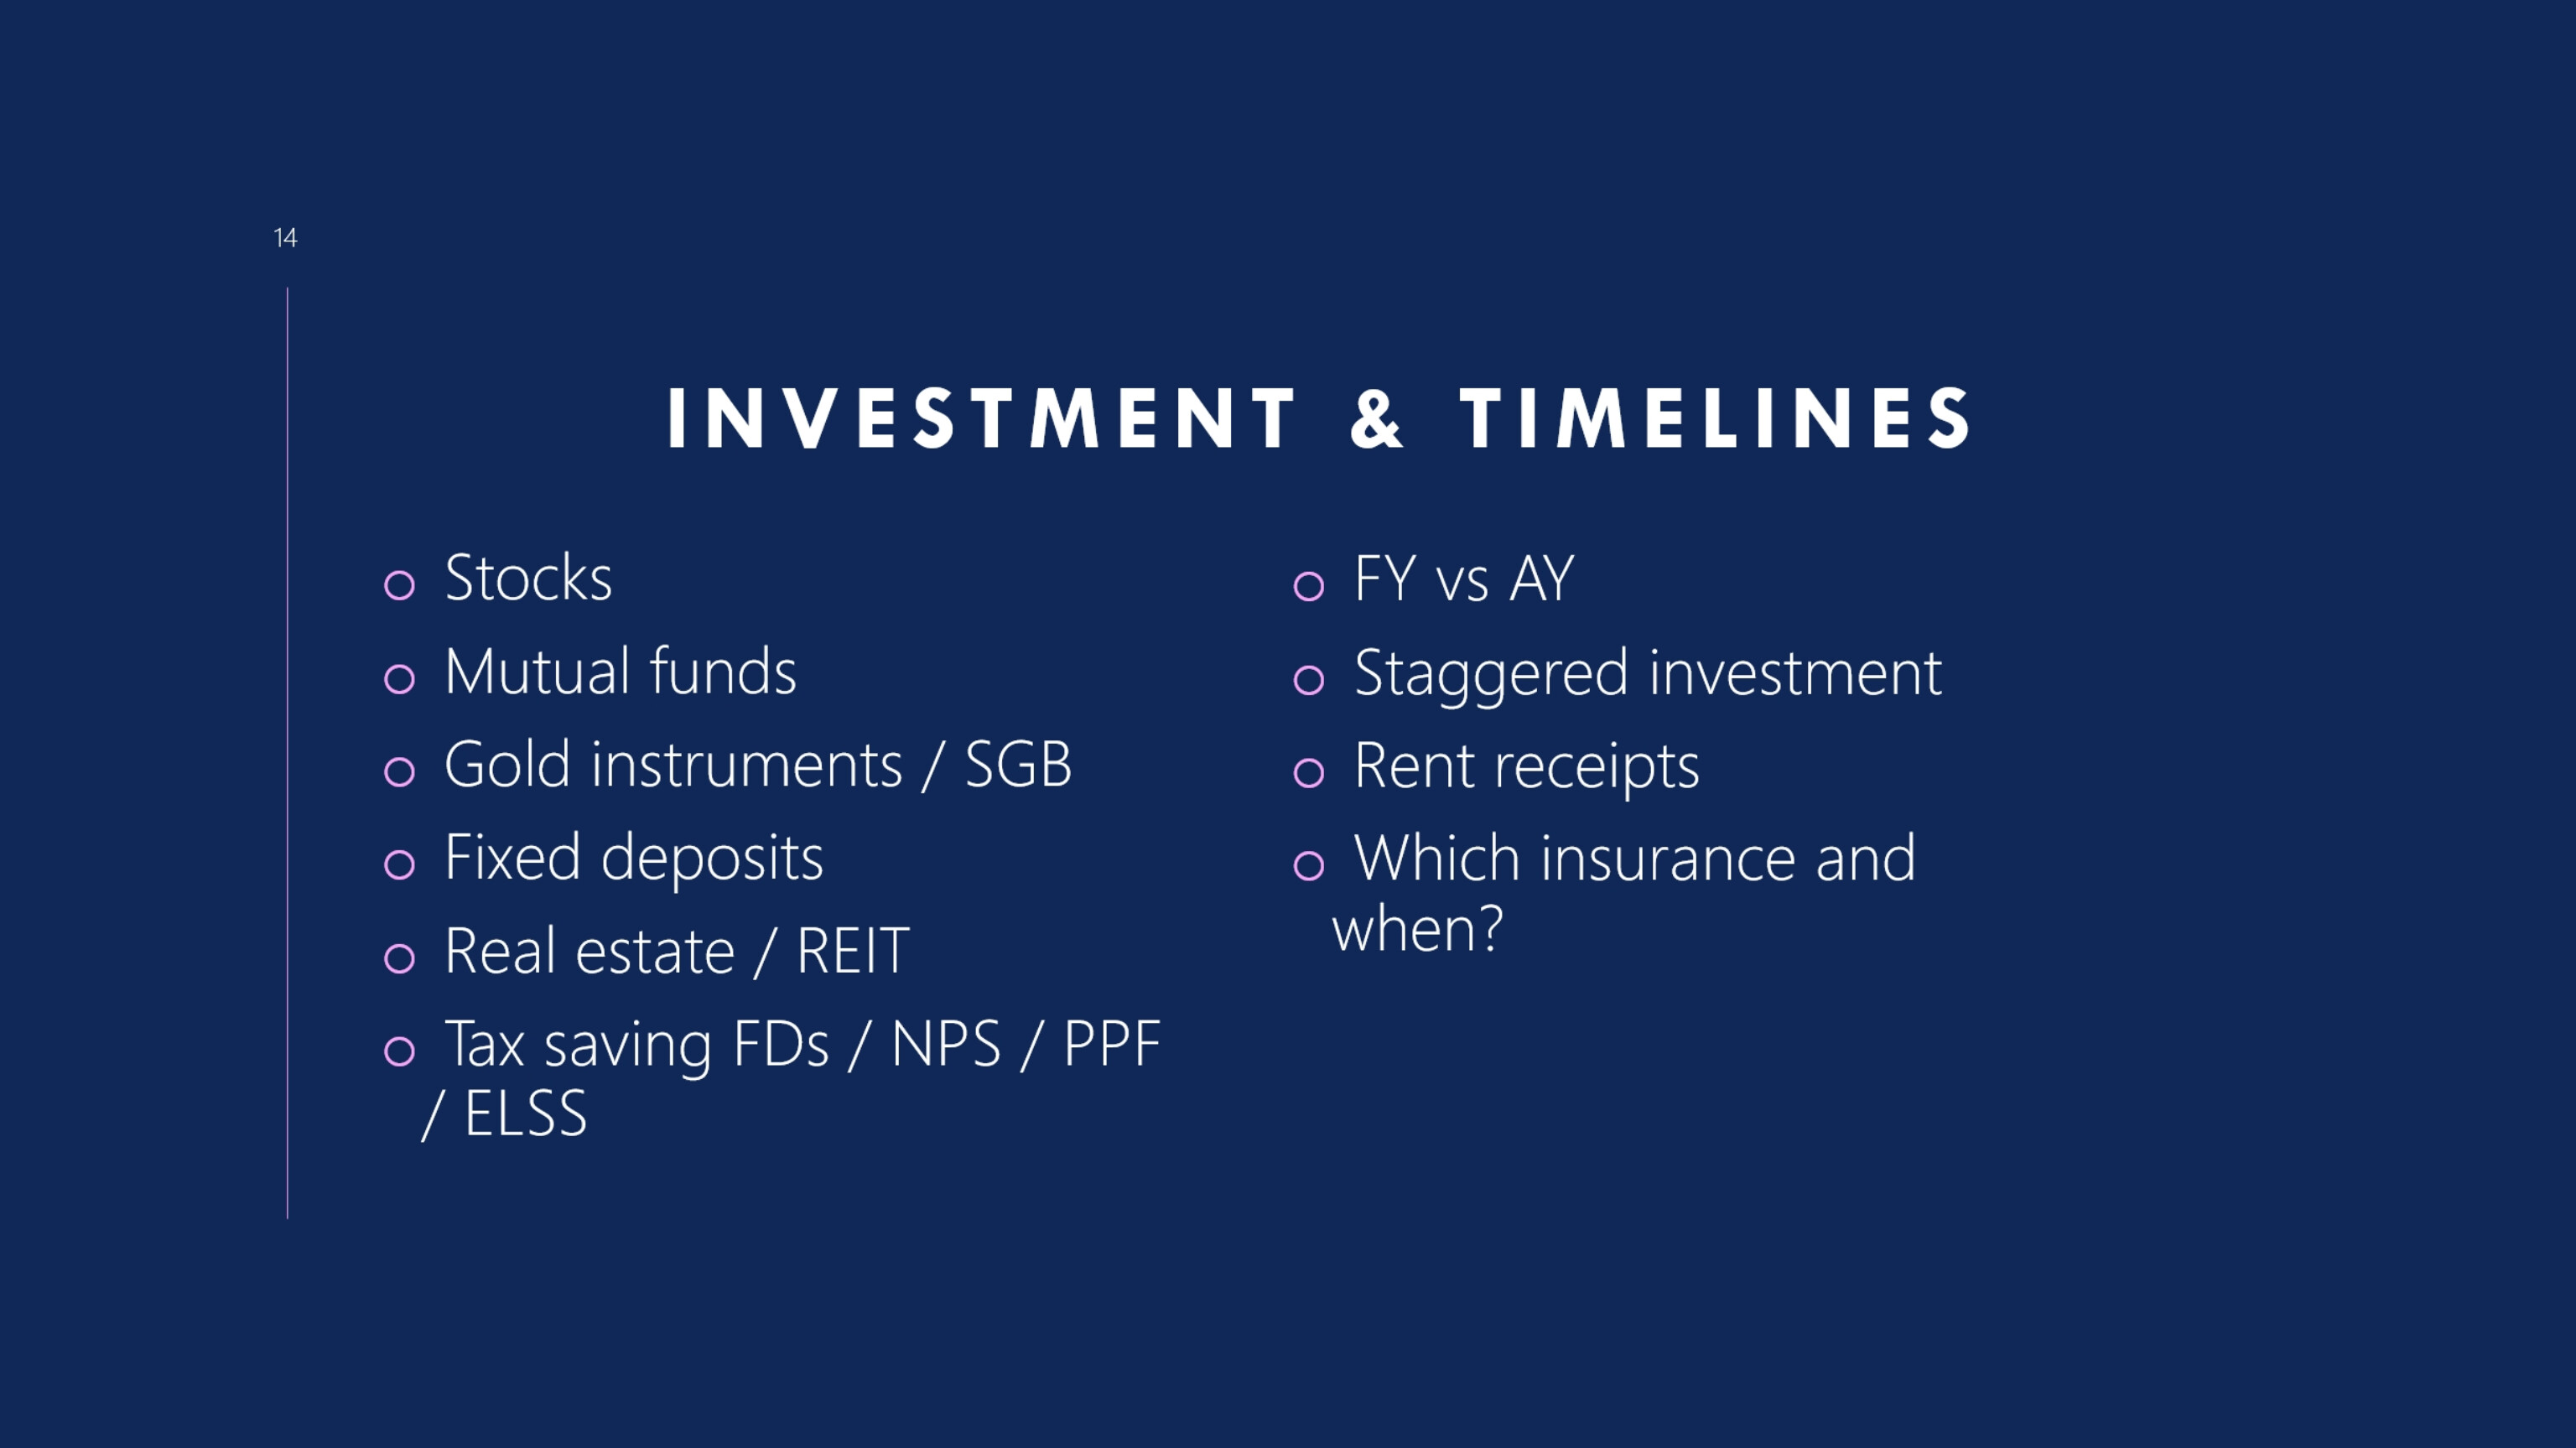 14
INVESTMENT & TIMELINES
Stocks
Mutual funds
Gold instruments / SGB
Fixed deposits
Real estate / REIT
Tax saving FDs / NPS / PPF
/ ELSS
FY vs AY
Staggered investment
Rent receipts
Which insurance and
when?